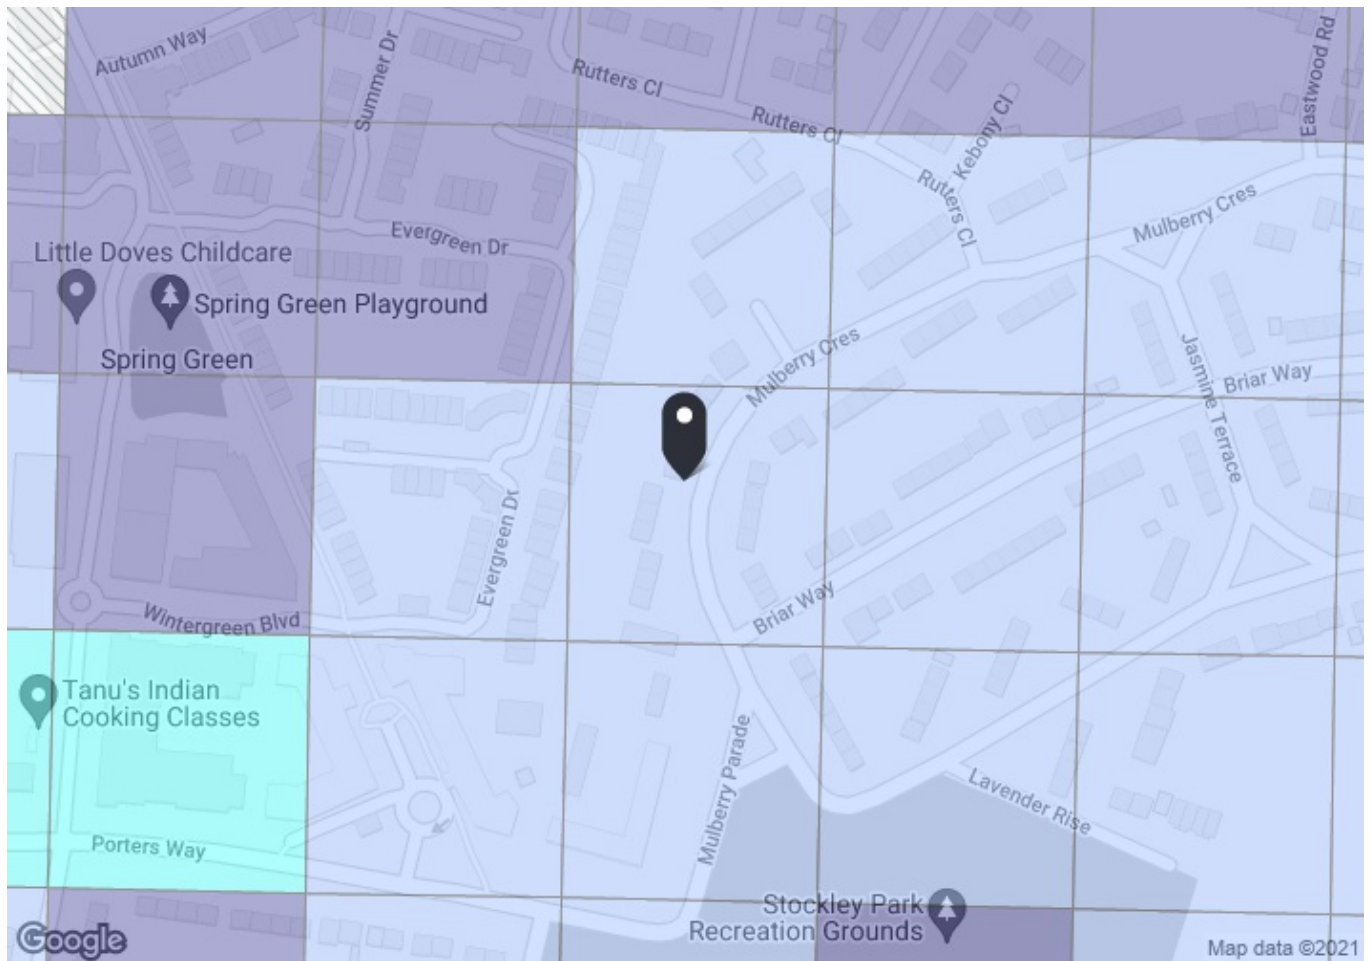 Autumn Way
Summer Dr
Rutters Cl
Rutters Cl
Kebony Cl
Eastwood Rd
Rutters Cl
Mulberry Cres
Evergreen Dr
Little Doves Childcare
Spring Green Playground
Spring Green
Mulberry Cres
Jasmine Terrace
Briar Way
Evergreen Dr
Wintergreen Blvd
Briar Way
Tanu's Indian
Cooking Classes
Mulberry Parade
Lavender Rise
Porters Way
Stockley Park
Recreation Grounds
Google
Map data ©2021